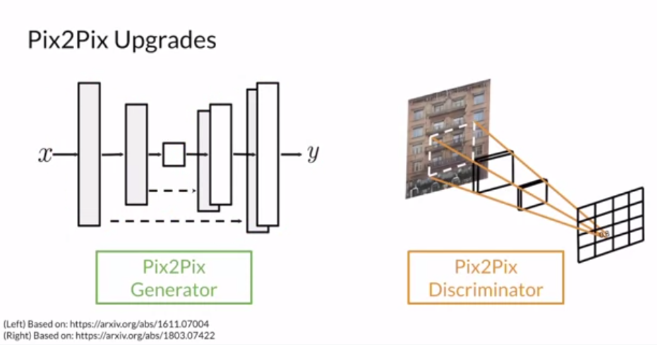 Pix2Pix Upgrades
x
y
Pix2Pix
Generator
Pix2Pix
Discriminator
(Left) Based on: https://arxiv.org/abs/1611.07004
(Right) Based on: https://arxiv.org/abs/1803.07422